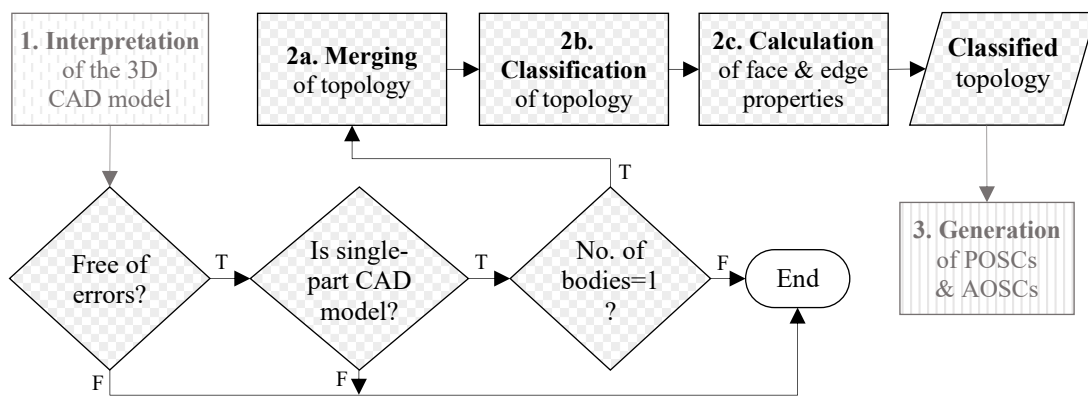 1. Interpretation
of the 3D
CAD model
2a. Merging
of topology
2b.
Classification
of topology
2c. Calculation
of face & edge
properties
Classified
topology
Free of
errors?
T
F
Is single-
part CAD
model?
T
F
No. of
bodies=1
?
T
F
End
3. Generation
of POSCs
& AOSCs